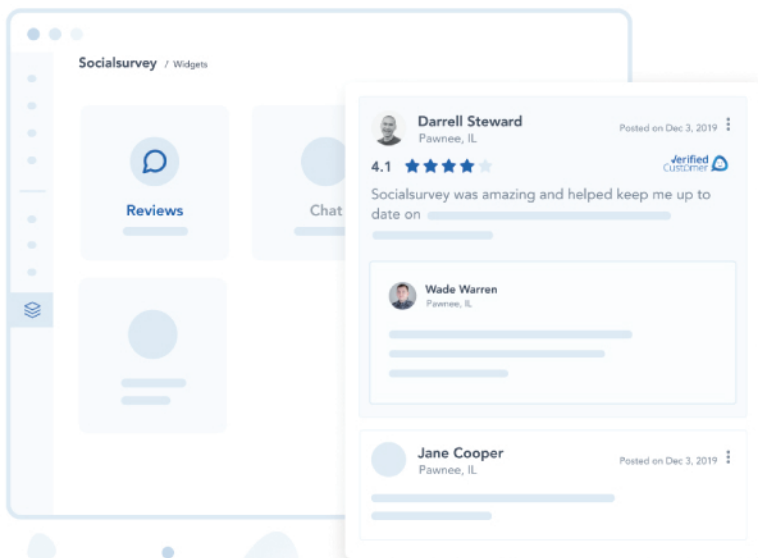 Socialsurvey / Widgets
Reviews
Chat
Darrell Steward
Pawnee, IL
Posted on Dec 3, 2019
4.1
Verified
Customer
Socialsurvey was amazing and helped keep me up to
date on
Wade Warren
Pawnee, IL
Jane Cooper
Pawnee, IL
Posted on Dec 3, 2019